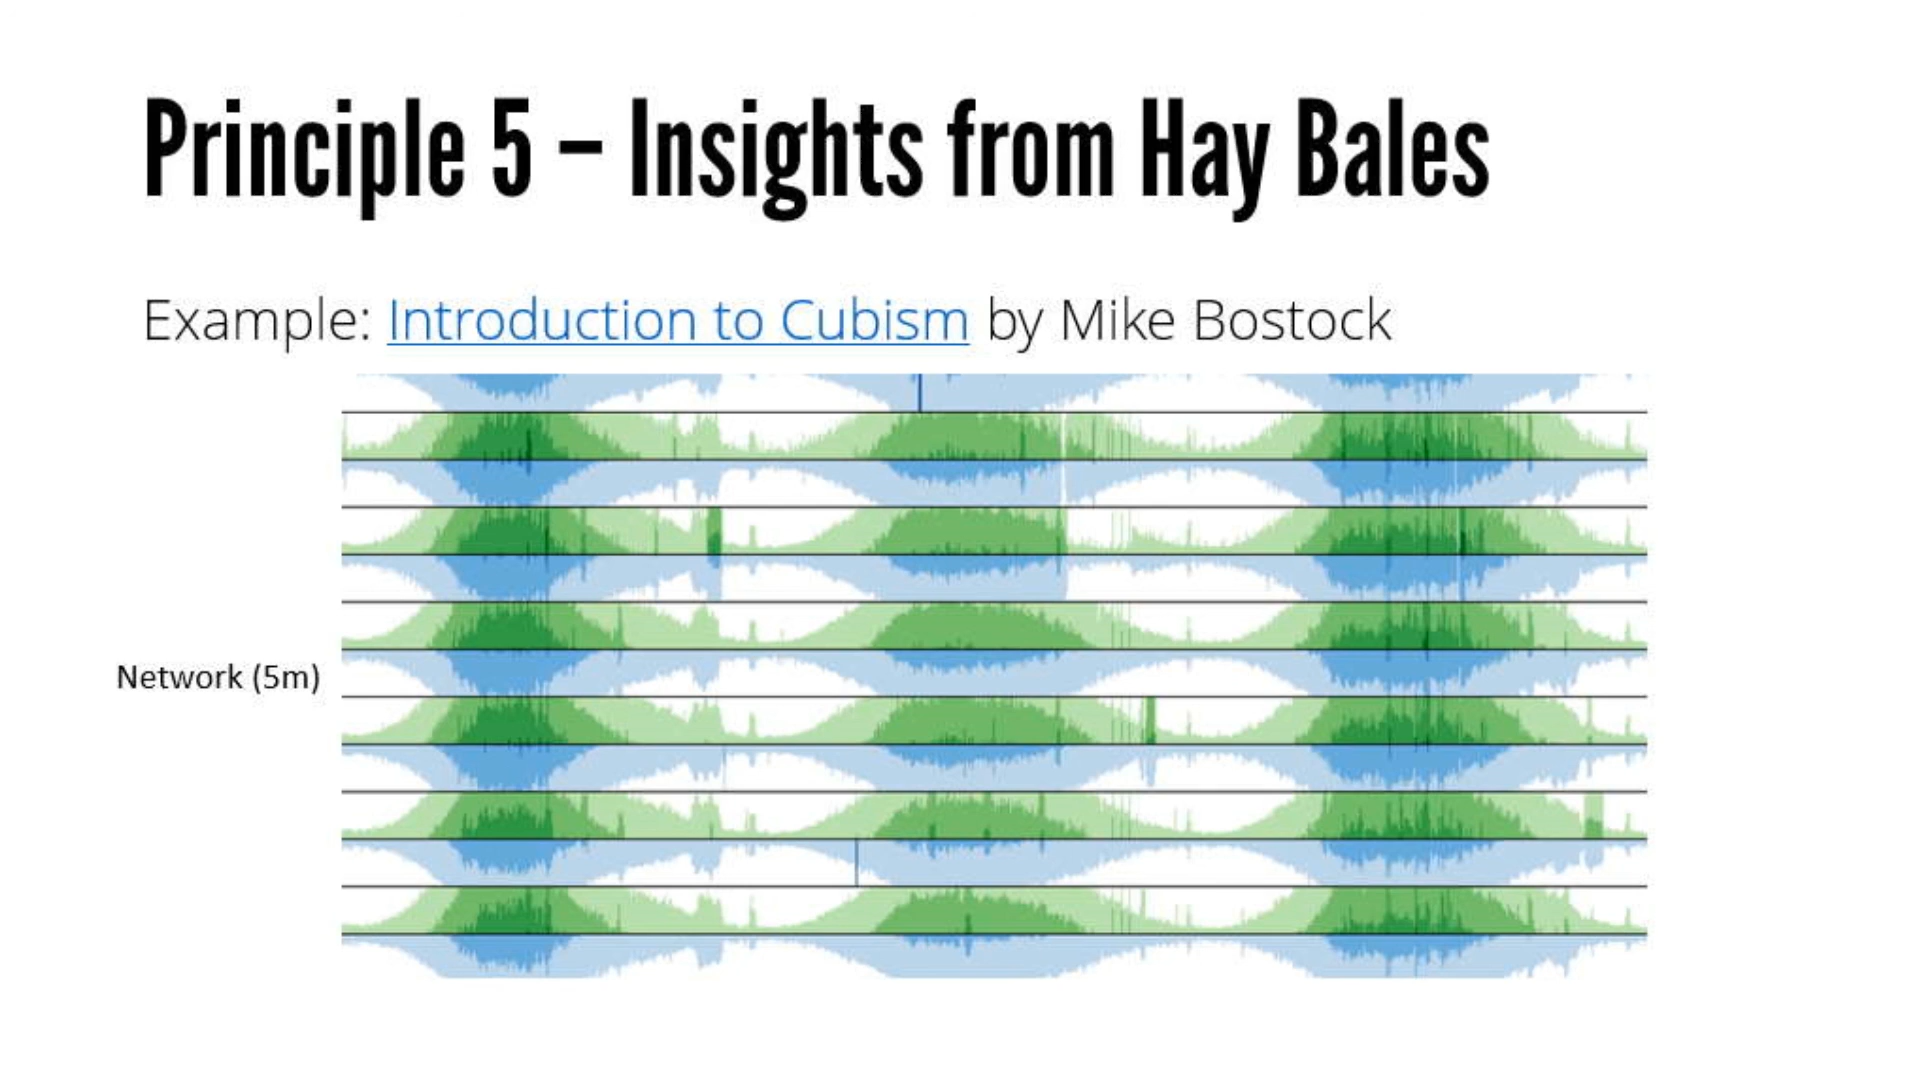 Principle 5 – Insights from Hay Bales
Example: Introduction to Cubism by Mike Bostock
Network (5m)